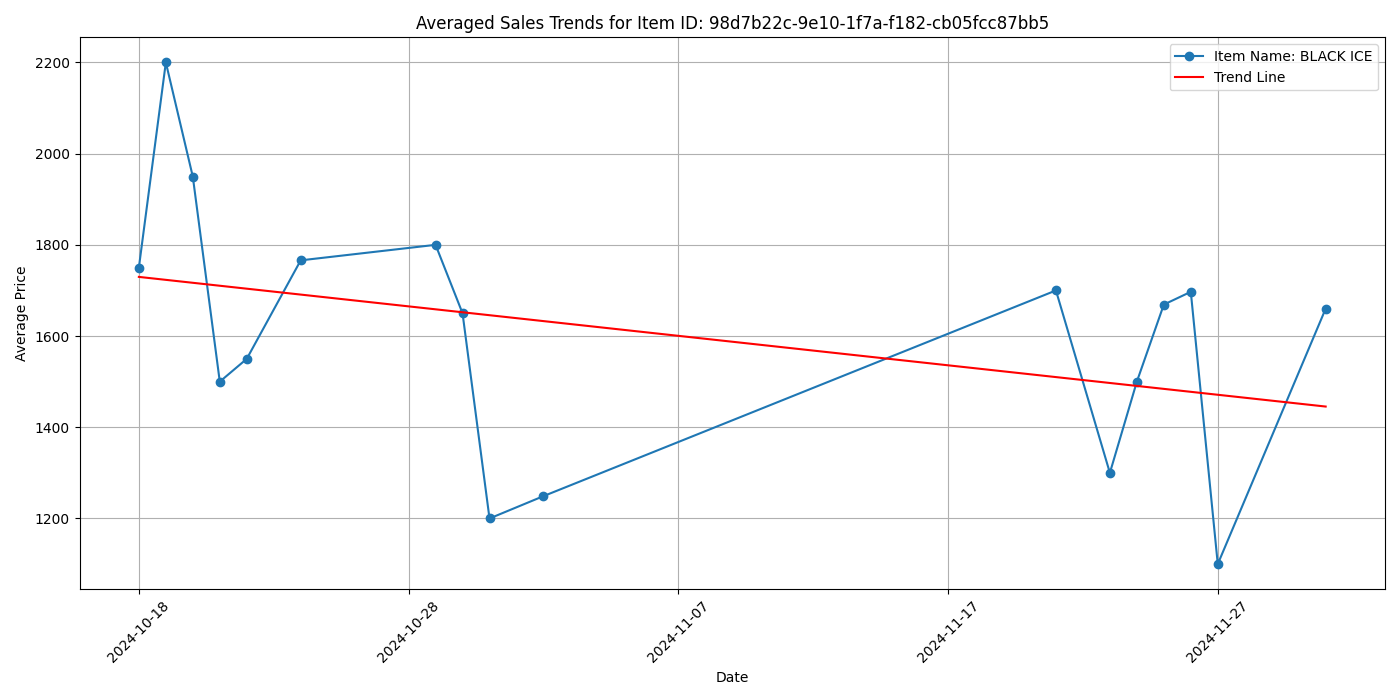 Averaged Sales Trends for Item ID: 98d7b22c-9e10-1f7a-f182-cb05fcc87bb5
Item Name: BLACK ICE
Trend Line
Average Price
2200
2000
1800
1600
1400
1200
2024-10-18
2024-10-28
2024-11-07
2024-11-17
2024-11-27
Date